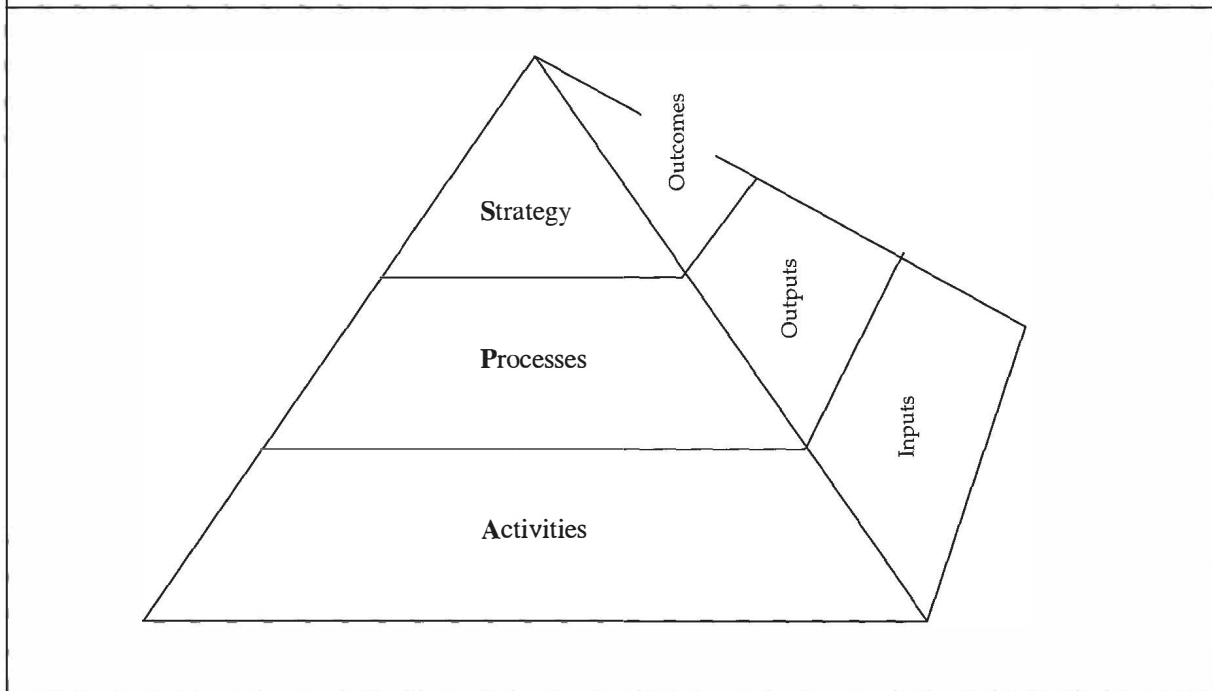 Outcomes
Strategy
Outputs
Processes
Inputs
Activities